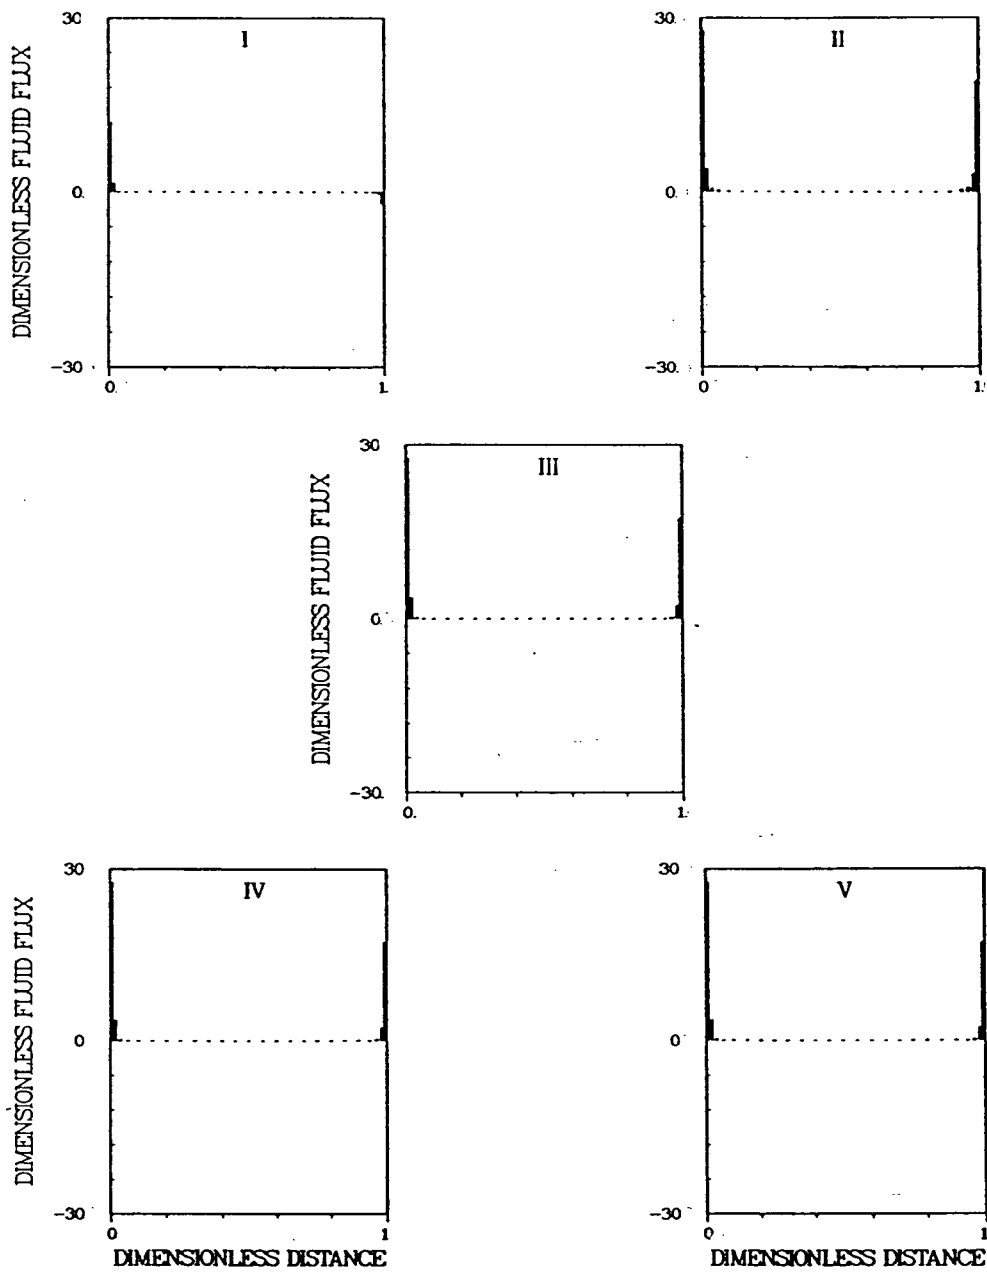 30
I
DIMENSIONLESS FLUID FLUX
0.
-30
0.
1.
30.
II
0.
-30.
0
1.
30
III
DIMENSIONLESS FLUID FLUX
0.
-30.
0.
1.
30
IV
DIMENSIONLESS FLUID FLUX
0
-30
0
1
DIMENSIONLESS DISTANCE
30
V
0
-30
0
1
DIMENSIONLESS DISTANCE